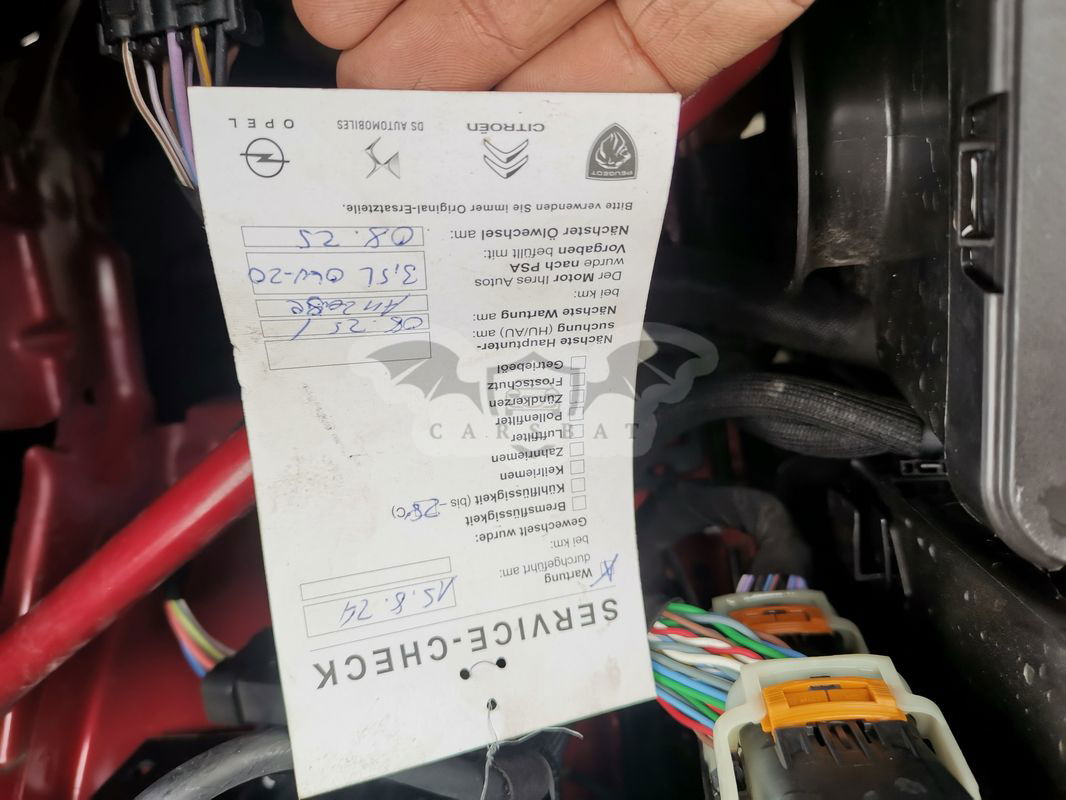 SERVICE-CHECK
Wartung durchgeführt am: 15.8.24
bei km:
Gewechselt wurde:
Bremsflüssigkeit
Kühlflüssigkeit (bis -28°C)
Keilriemen
Zahnriemen
Luftfilter
Pollenfilter
Zündkerzen
Frostschutz
Getriebeöl
Nächste Hauptunter-
suchung (HU/AU) am:
Nächste Wartung am: 08.25 /
bei km: Anzeige
Der Motor Ihres Autos
wurde nach PSA
Vorgaben befüllt mit: 3,5L 0W-20
Nächster Ölwechsel am: 08.25
Bitte verwenden Sie immer Original-Ersatzteile.
PEUGEOT
CITROËN
DS AUTOMOBILES
OPEL
CARSBAT